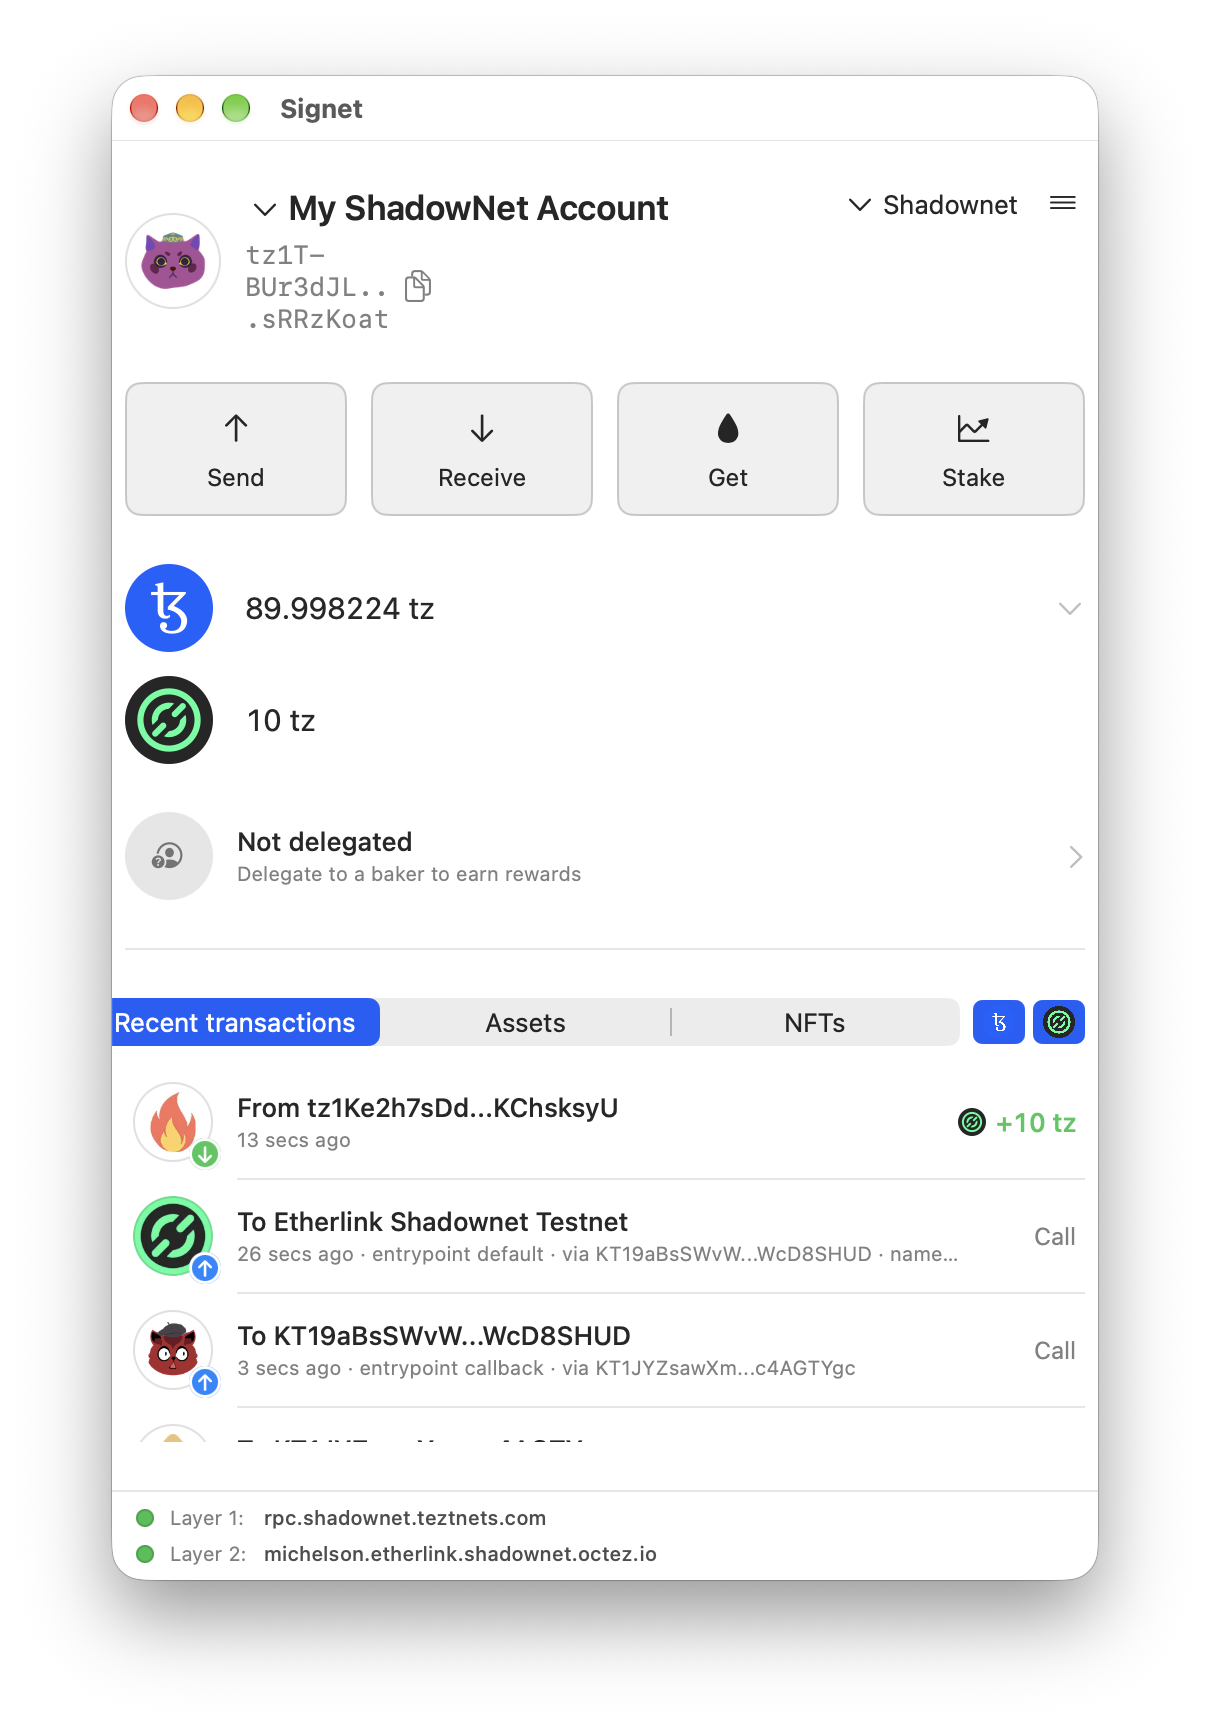 Signet
My ShadowNet Account
Shadownet
tz1T-
BUr3dJL..
.sRRzKoat
Send
Receive
Get
Stake
89.998224 tz
10 tz
Not delegated
Delegate to a baker to earn rewards
Recent transactions
Assets
NFTs
From tz1Ke2h7sDd...KChsksyU
13 secs ago
+10 tz
To Etherlink Shadownet Testnet
26 secs ago · entrypoint default · via KT19aBsSWvW...WcD8SHUD · name...
Call
To KT19aBsSWvW...WcD8SHUD
3 secs ago · entrypoint callback · via KT1JYZsawXm...c4AGTYgc
Call
Layer 1: rpc.shadownet.teztnets.com
Layer 2: michelson.etherlink.shadownet.octez.io